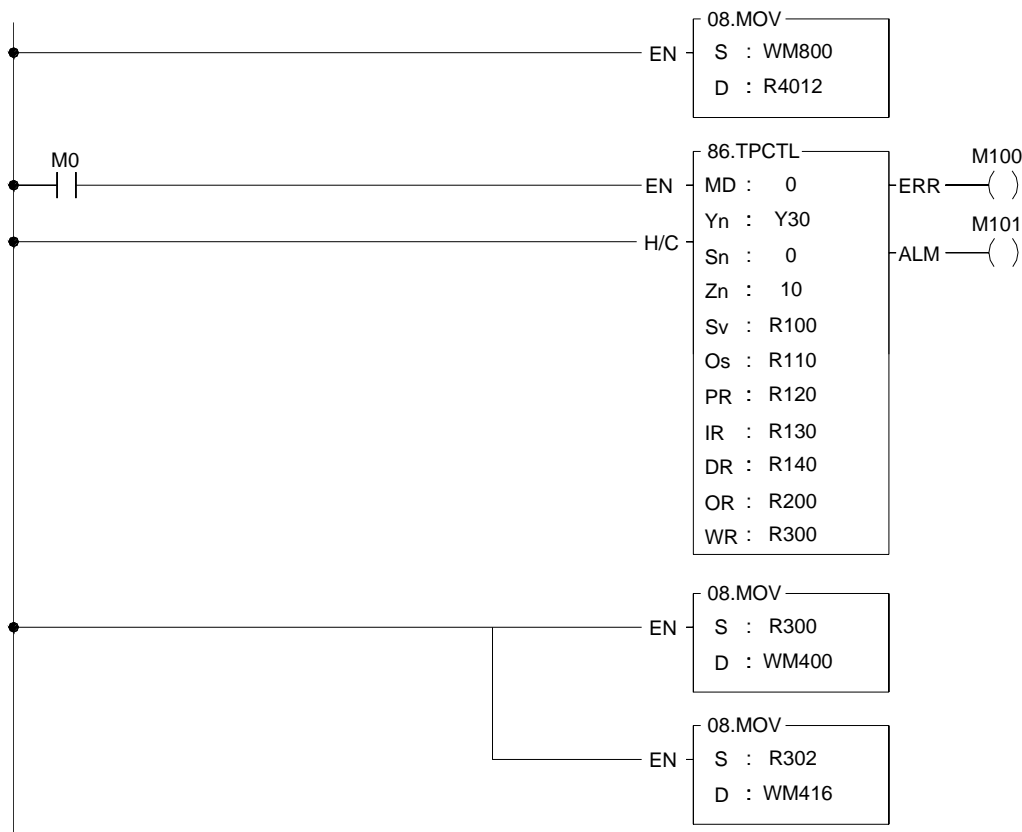 08.MOV
EN S : WM800
D : R4012
M0
86.TPCTL
M100
EN MD : 0 ERR ( )
Yn : Y30
M101
H/C
Sn : 0 ALM ( )
Zn : 10
Sv : R100
Os : R110
PR : R120
IR : R130
DR : R140
OR : R200
WR : R300
08.MOV
EN S : R300
D : WM400
08.MOV
EN S : R302
D : WM416